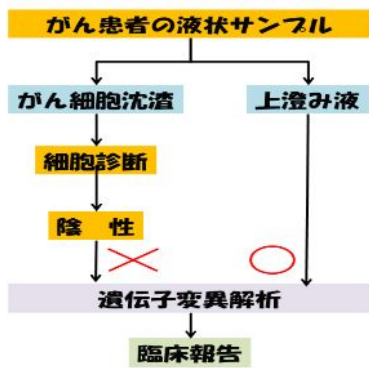 がん患者の液状サンプル
がん細胞沈渣
上澄み液
細胞診断
陰 性
遺伝子変異解析
臨床報告